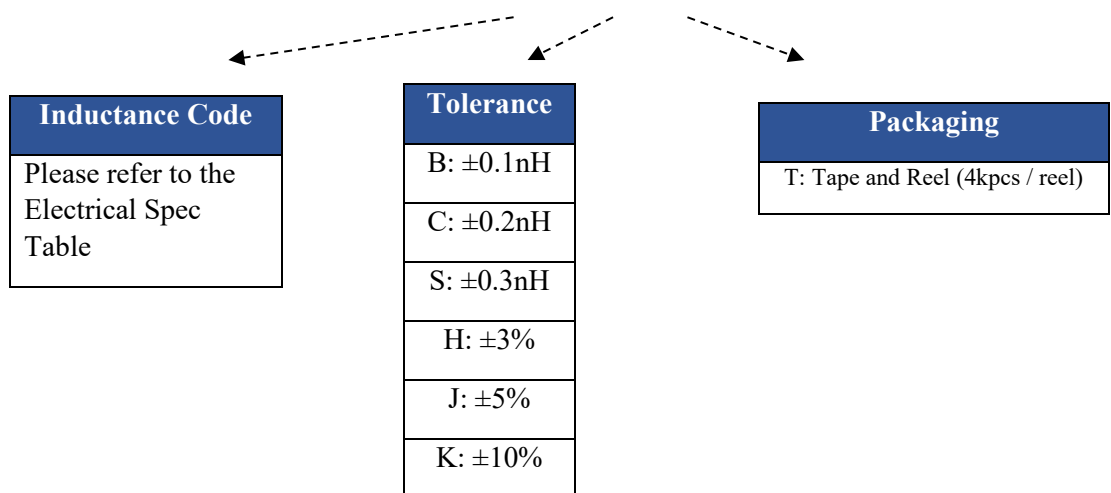 Inductance Code
Please refer to the
Electrical Spec
Table
Tolerance
B: ±0.1nH
C: ±0.2nH
S: ±0.3nH
H: ±3%
J: ±5%
K: ±10%
Packaging
T: Tape and Reel (4kpcs / reel)